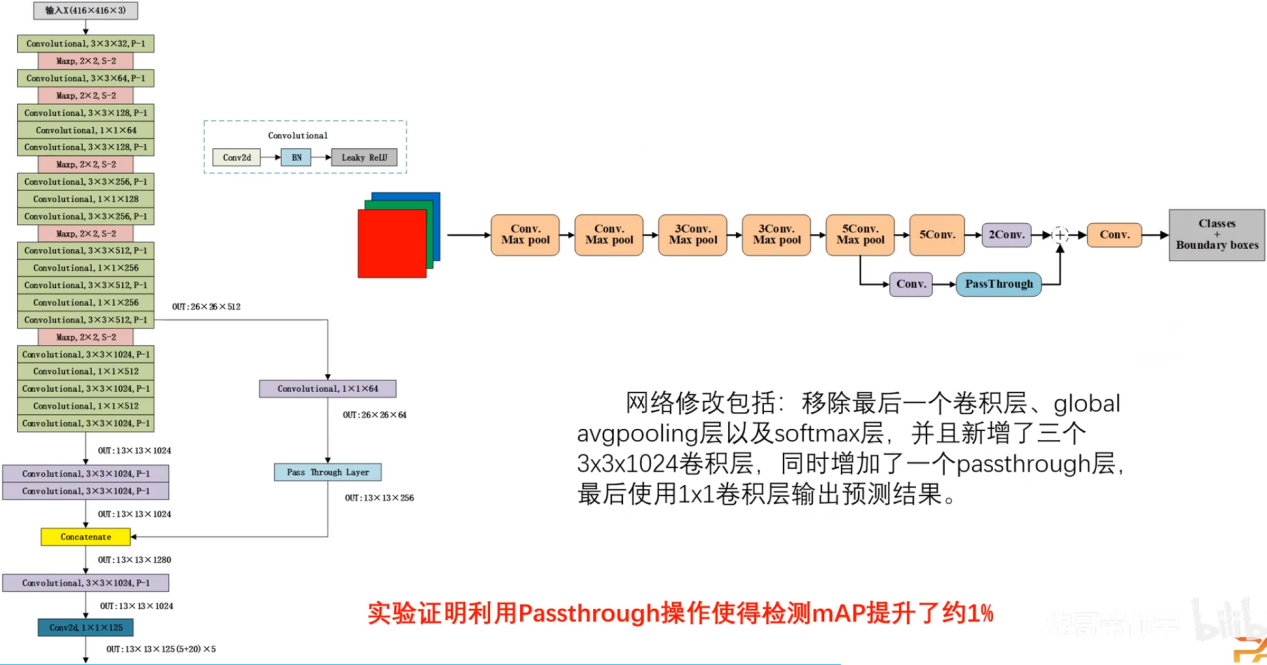 输入X(416×416×3)
Convolutional,3×3×32,P-1
Maxp,2×2,S-2
Convolutional,3×3×64,P-1
Maxp,2×2,S-2
Convolutional,3×3×128,P-1
Convolutional,1×1×64
Convolutional,3×3×128,P-1
Maxp,2×2,S-2
Convolutional,3×3×256,P-1
Convolutional,1×1×128
Convolutional,3×3×256,P-1
Maxp,2×2,S-2
Convolutional,3×3×512,P-1
Convolutional,1×1×256
Convolutional,3×3×512,P-1
Convolutional,1×1×256
Convolutional,3×3×512,P-1
Maxp,2×2,S-2
Convolutional,3×3×1024,P-1
Convolutional,1×1×512
Convolutional,3×3×1024,P-1
Convolutional,1×1×512
Convolutional,3×3×1024,P-1
OUT:13×13×1024
Convolutional,3×3×1024,P-1
Convolutional,3×3×1024,P-1
OUT:13×13×1024
Concatenate
OUT:13×13×1280
Convolutional,3×3×1024,P-1
OUT:13×13×1024
Conv2d,1×1×125
OUT:13×13×125(5+20)×5
OUT:26×26×512
Convolutional,1×1×64
OUT:26×26×64
Pass Through Layer
OUT:13×13×256
Convolutional
Conv2d
BN
Leaky ReLU
Conv.
Max pool
Conv.
Max pool
3Conv.
Max pool
3Conv.
Max pool
5Conv.
Max pool
5Conv.
2Conv.
+
Conv.
Classes
+
Boundary boxes
Conv.
PassThrough
网络修改包括：移除最后一个卷积层、global
avgpooling层以及softmax层，并且新增了三个
3x3x1024卷积层，同时增加了一个passthrough层，
最后使用1x1卷积层输出预测结果。
实验证明利用Passthrough操作使得检测mAP提升了约1%
bilib